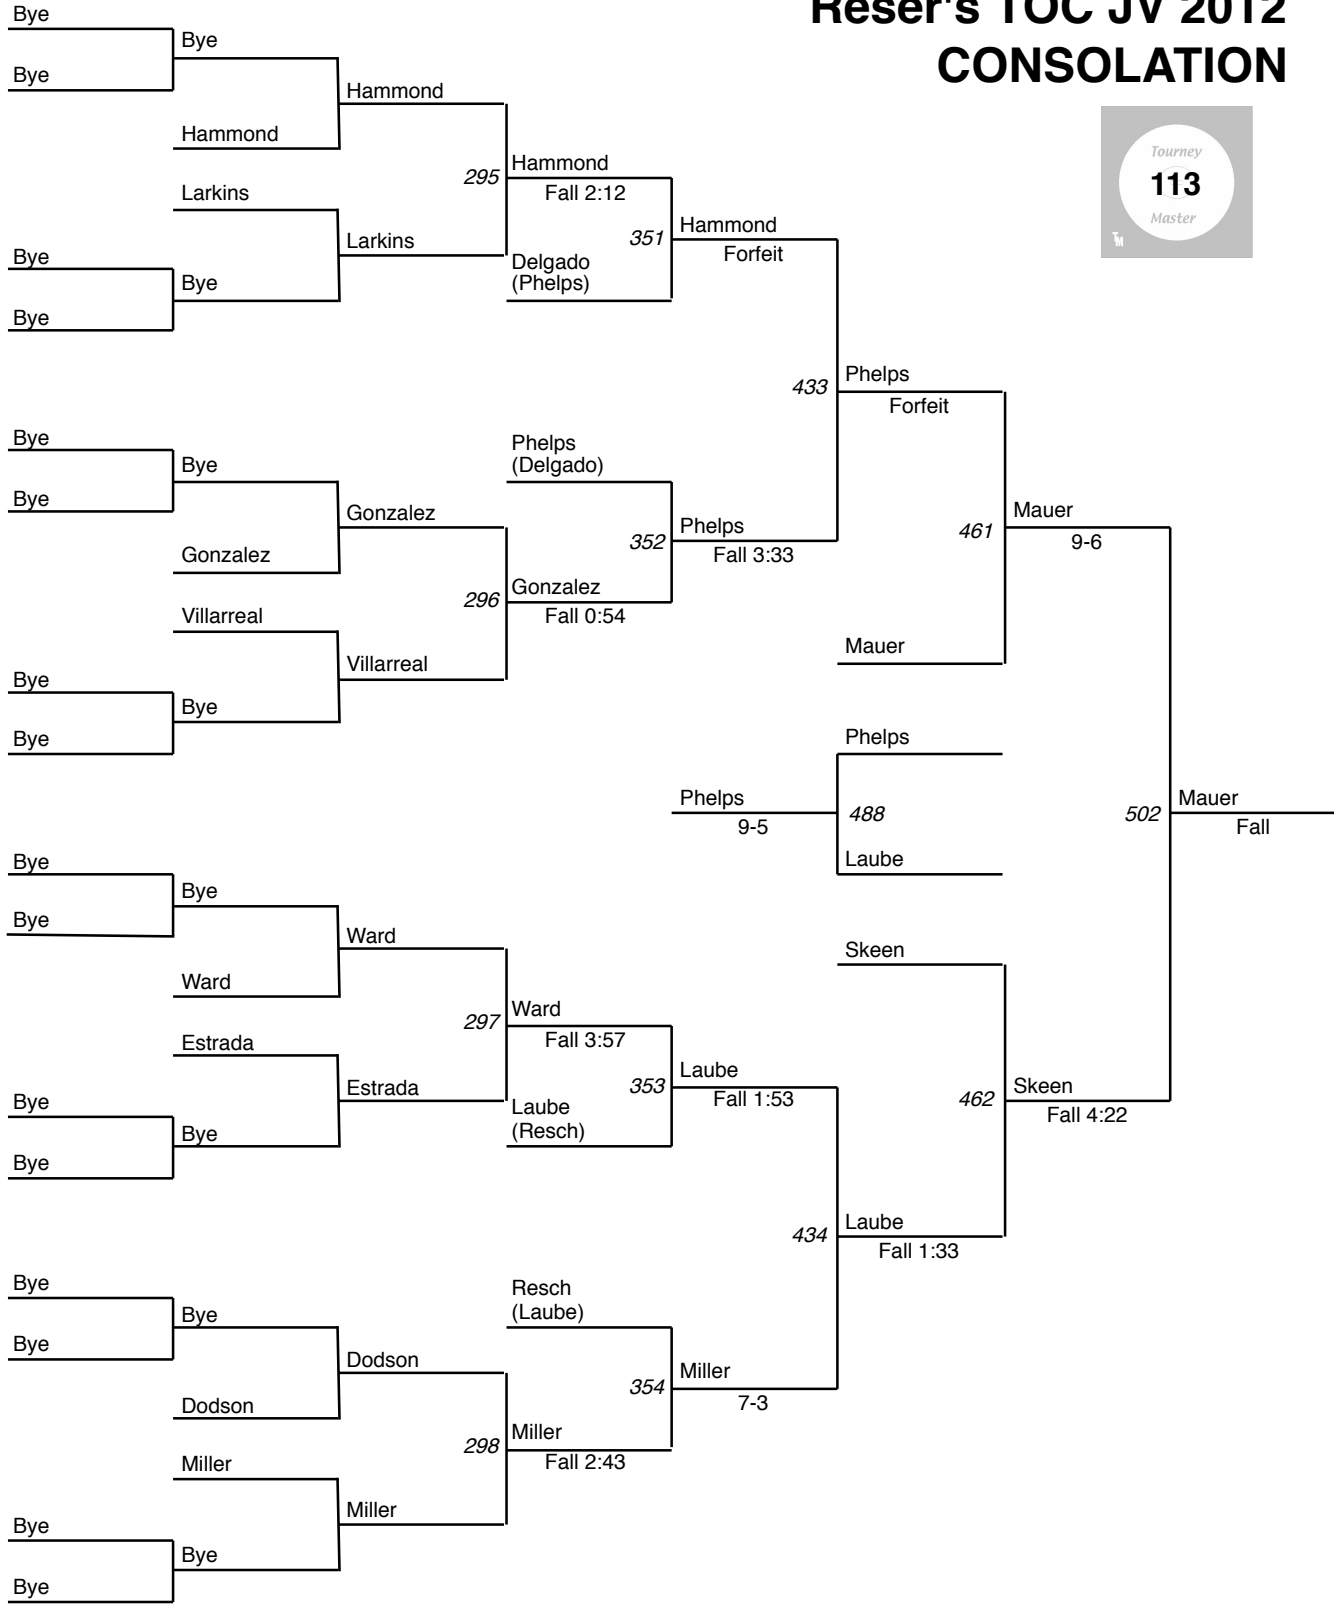 Reser's TOC JV 2012
CONSOLATION
Tourney
113
Master
TM
Bye
Bye
Bye
Hammond
Hammond
Larkins
Larkins
Bye
Bye
Bye
295
Hammond
Fall 2:12
Delgado
(Phelps)
351
Hammond
Forfeit
Bye
Bye
Bye
Gonzalez
Gonzalez
Villarreal
Villarreal
Bye
Bye
Bye
296
Phelps
(Delgado)
Gonzalez
Fall 0:54
352
Phelps
Fall 3:33
433
Phelps
Forfeit
Mauer
461
Mauer
9-6
Phelps
Phelps
9-5
488
Laube
502
Mauer
Fall
Bye
Bye
Bye
Ward
Ward
Estrada
Estrada
Bye
Bye
Bye
297
Ward
Fall 3:57
Laube
(Resch)
353
Laube
Fall 1:53
Skeen
462
Skeen
Fall 4:22
434
Laube
Fall 1:33
Bye
Bye
Bye
Dodson
Dodson
Miller
Miller
Bye
Bye
Bye
298
Resch
(Laube)
Miller
Fall 2:43
354
Miller
7-3